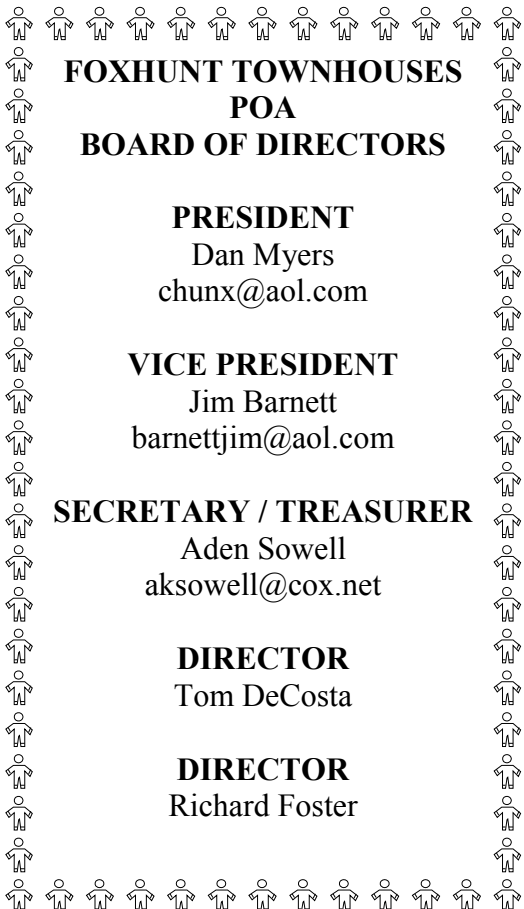 FOXHUNT TOWNHOUSES
POA
BOARD OF DIRECTORS
PRESIDENT
Dan Myers
chunx@aol.com
VICE PRESIDENT
Jim Barnett
barnettjim@aol.com
SECRETARY / TREASURER
Aden Sowell
aksowell@cox.net
DIRECTOR
Tom DeCosta
DIRECTOR
Richard Foster